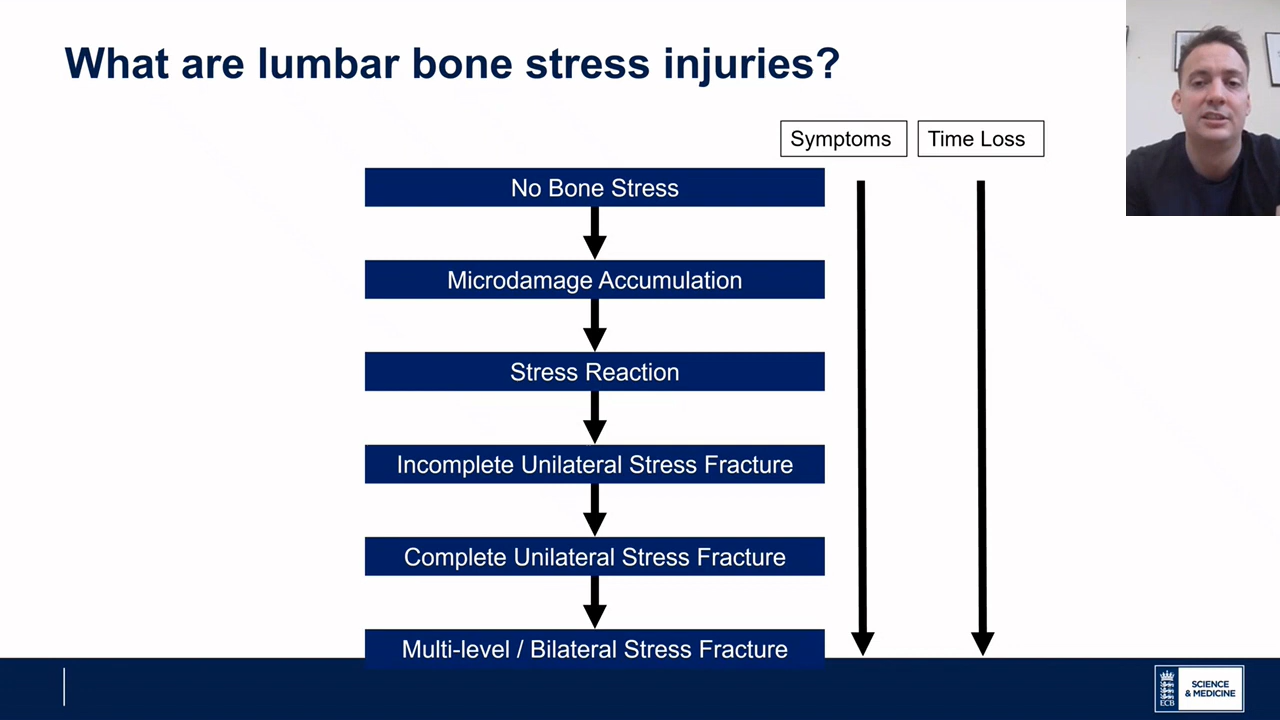 What are lumbar bone stress injuries?
Symptoms
Time Loss
No Bone Stress
Microdamage Accumulation
Stress Reaction
Incomplete Unilateral Stress Fracture
Complete Unilateral Stress Fracture
Multi-level / Bilateral Stress Fracture
ECB
SCIENCE
& MEDICINE